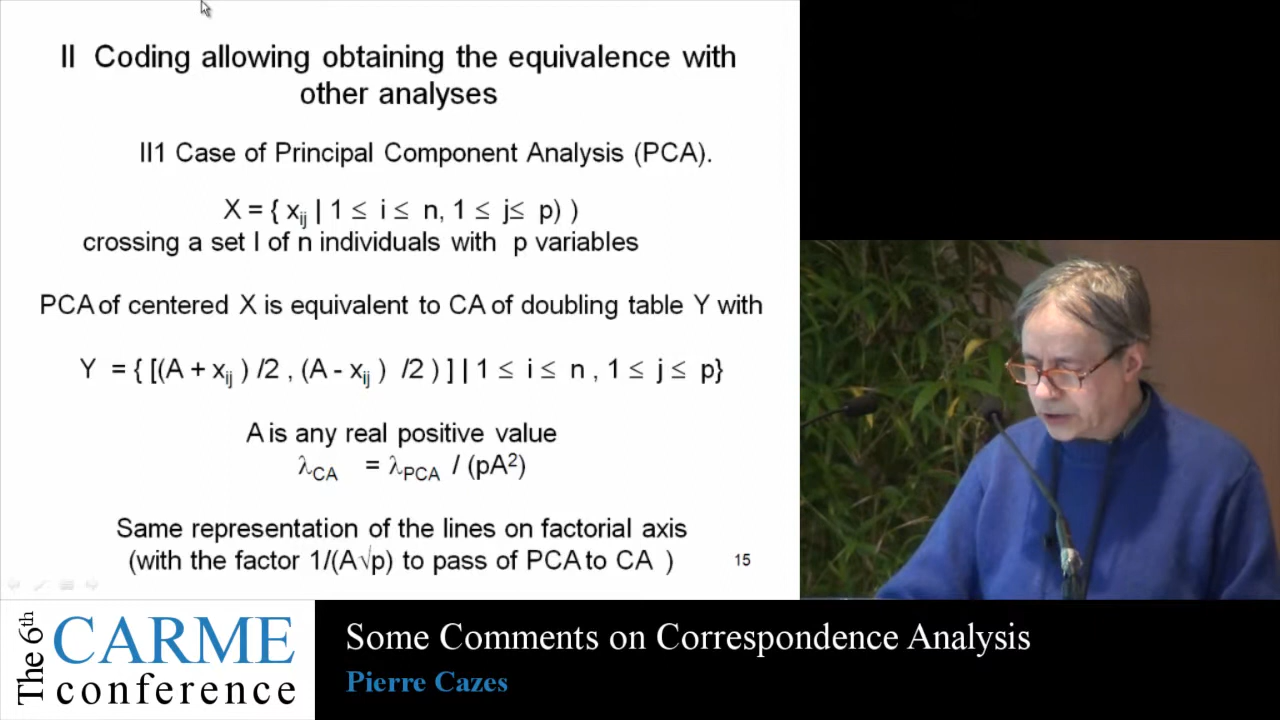 II Coding allowing obtaining the equivalence with
other analyses
II1 Case of Principal Component Analysis (PCA).
X = { xij | 1 ≤ i ≤ n, 1 ≤ j≤ p) )
crossing a set I of n individuals with p variables
PCA of centered X is equivalent to CA of doubling table Y with
Y = { [(A + xij ) /2 , (A - xij ) /2 ) ] | 1 ≤ i ≤ n , 1 ≤ j ≤ p}
A is any real positive value
λCA = λPCA / (pA²)
Same representation of the lines on factorial axis
(with the factor 1/(A√p) to pass of PCA to CA )
15
The 6th
CARME
conference
Some Comments on Correspondence Analysis
Pierre Cazes